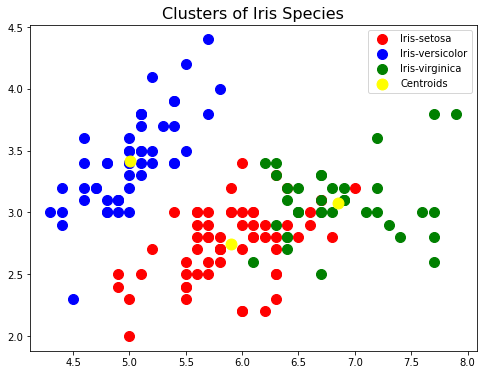 Clusters of Iris Species
Iris-setosa
Iris-versicolor
Iris-virginica
Centroids
4.5
4.0
3.5
3.0
2.5
2.0
4.5 5.0 5.5 6.0 6.5 7.0 7.5 8.0